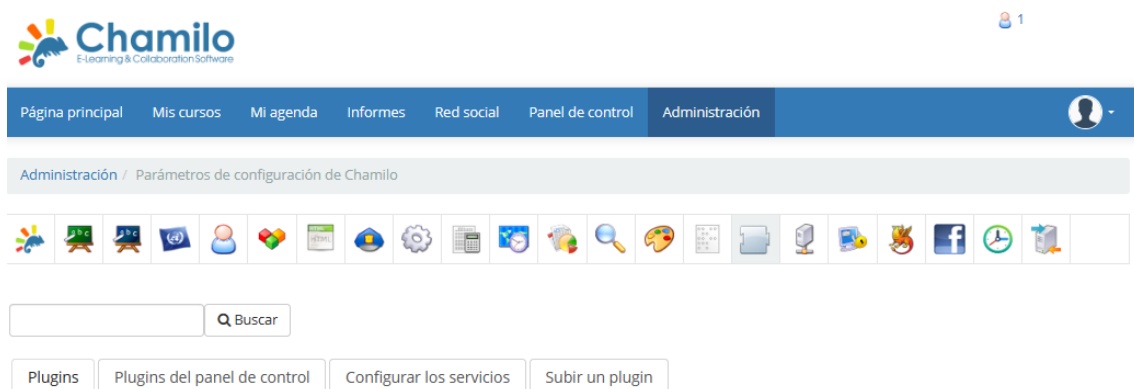 Chamilo
E-Learning & Collaboration Software
1
Página principal Mis cursos Mi agenda Informes Red social Panel de control Administración
Administración / Parámetros de configuración de Chamilo
Buscar
Plugins Plugins del panel de control Configurar los servicios Subir un plugin